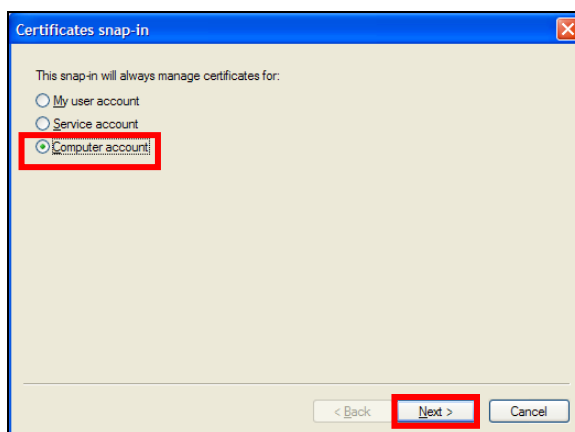 Certificates snap-in
This snap-in will always manage certificates for:
My user account
Service account
Computer account
< Back Next > Cancel